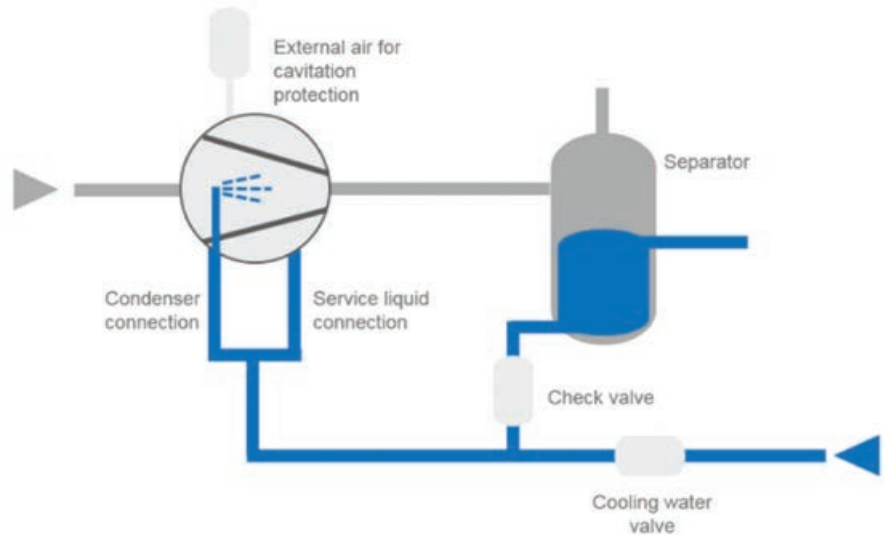 External air for
cavitation
protection
Separator
Condenser
connection
Service liquid
connection
Check valve
Cooling water
valve